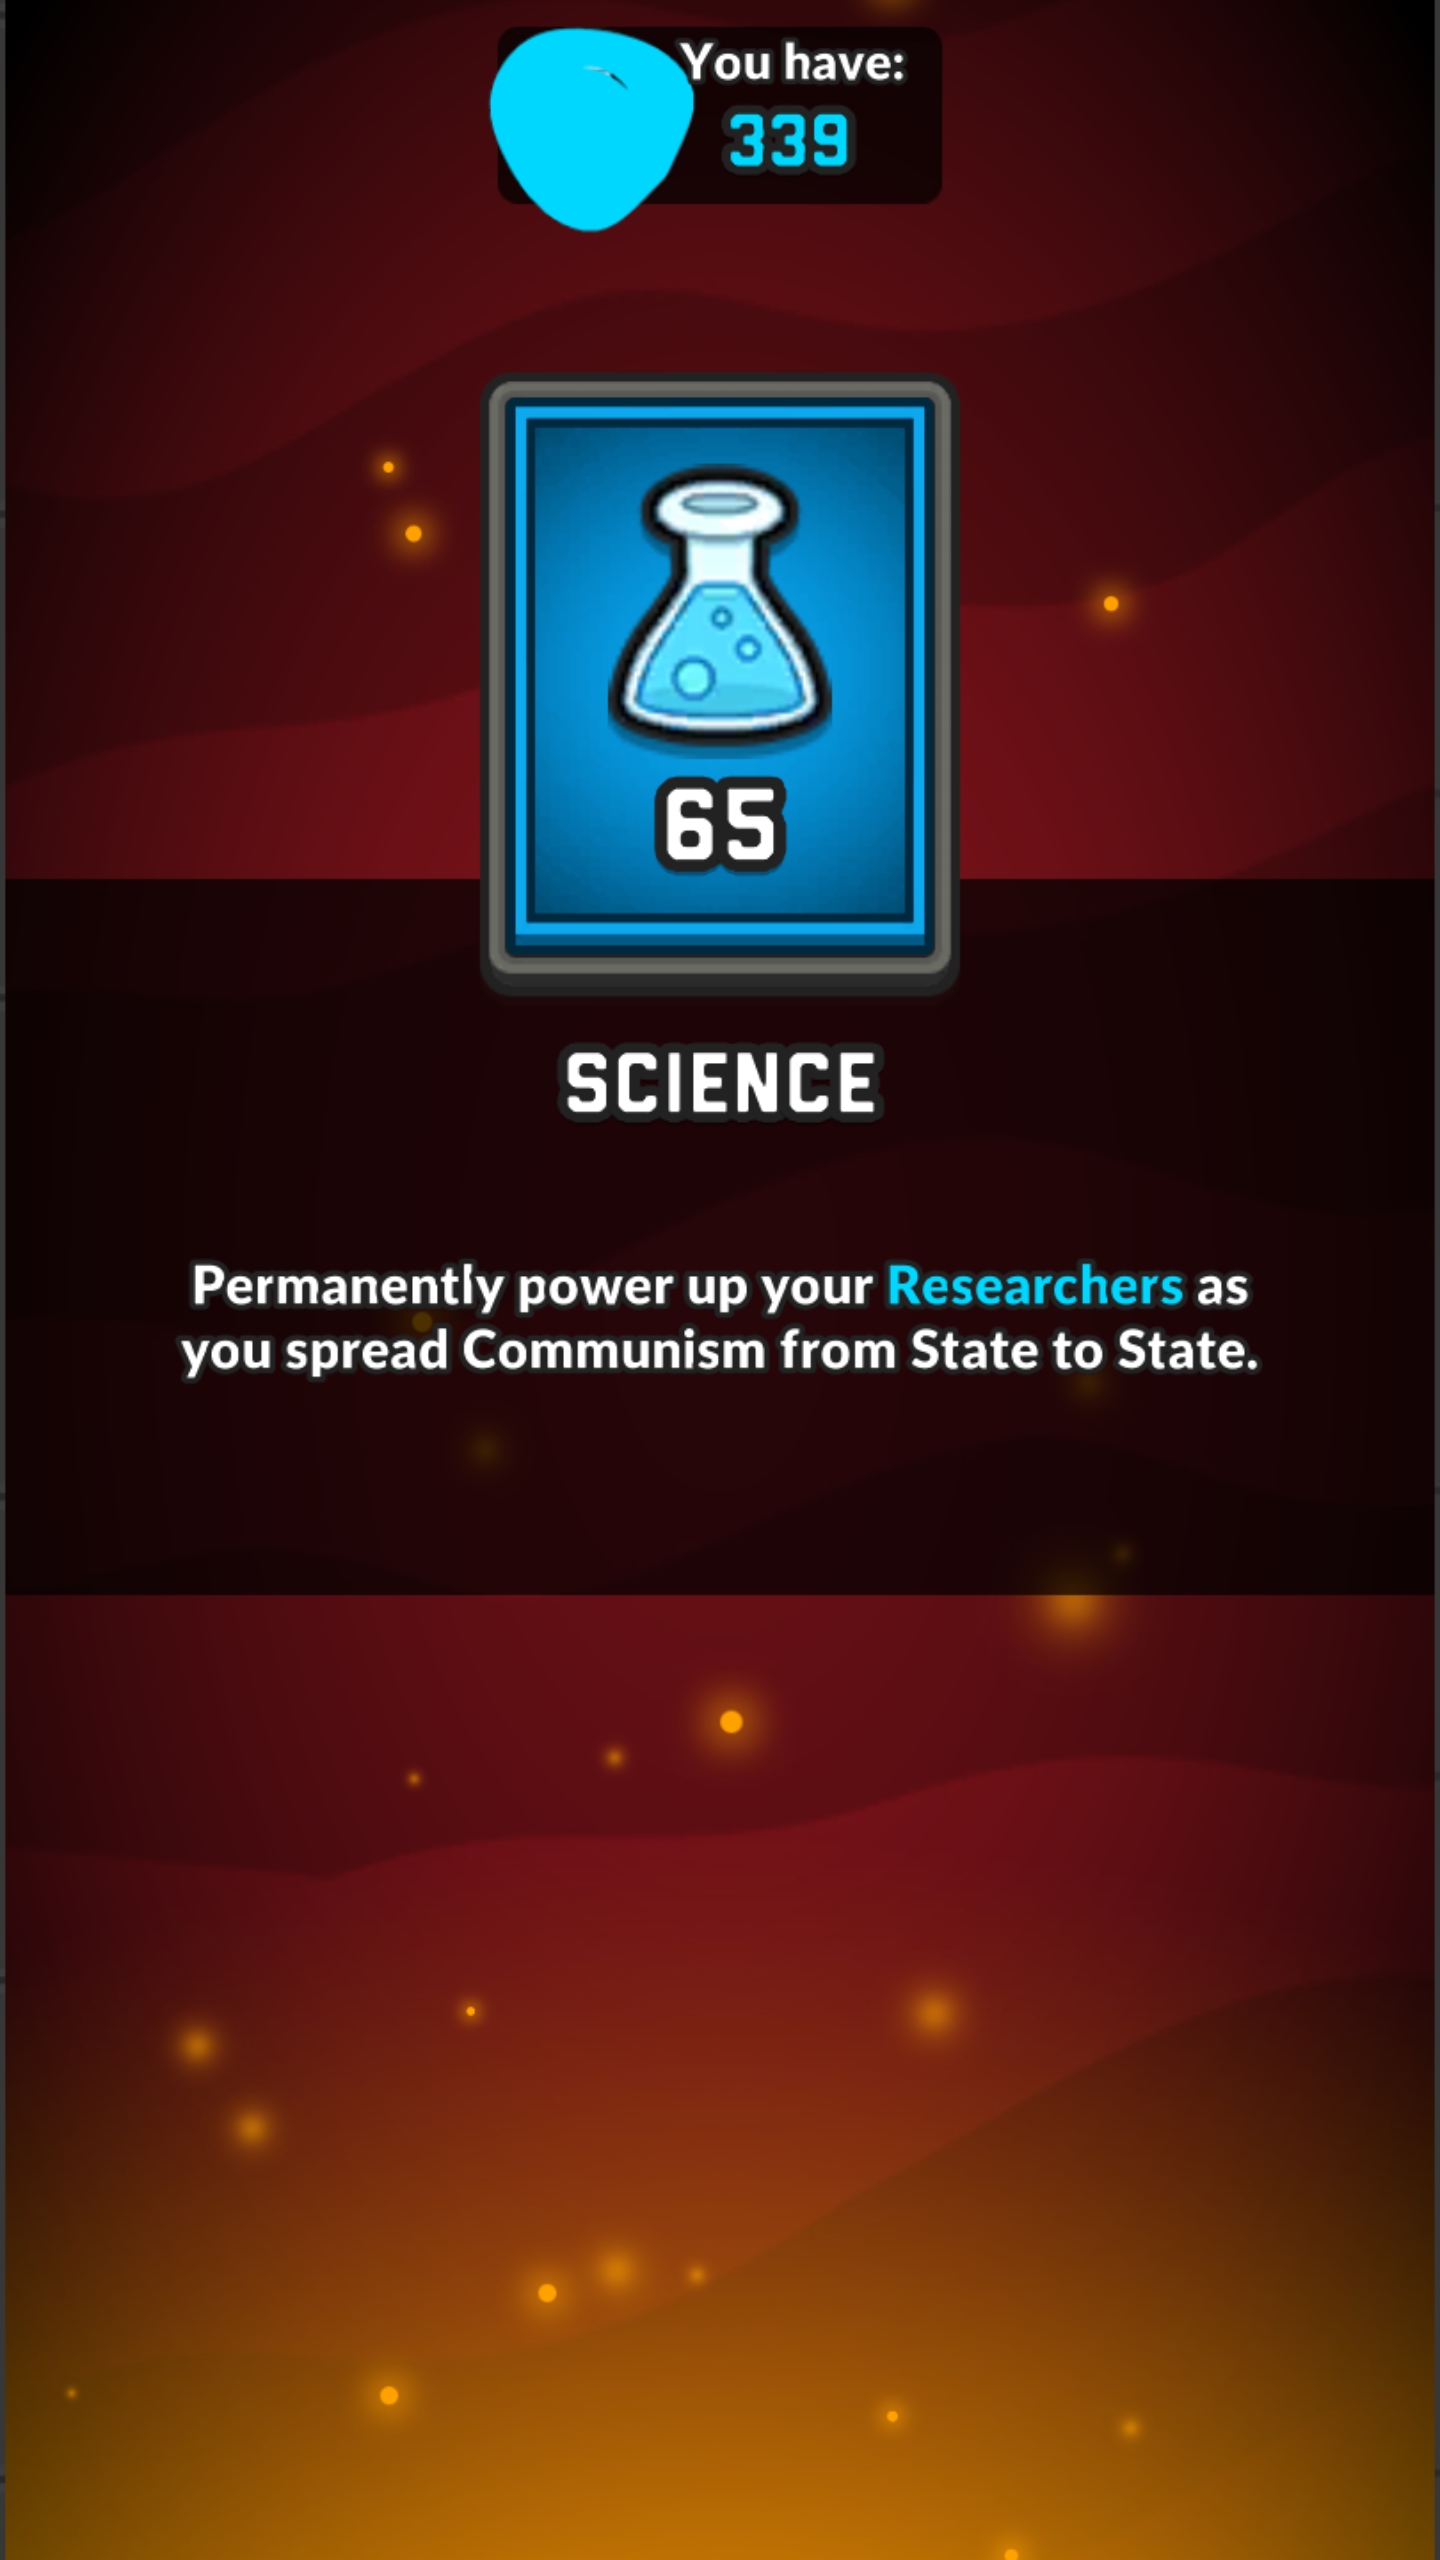 You have:
339
65
SCIENCE
Permanently power up your Researchers as
you spread Communism from State to State.